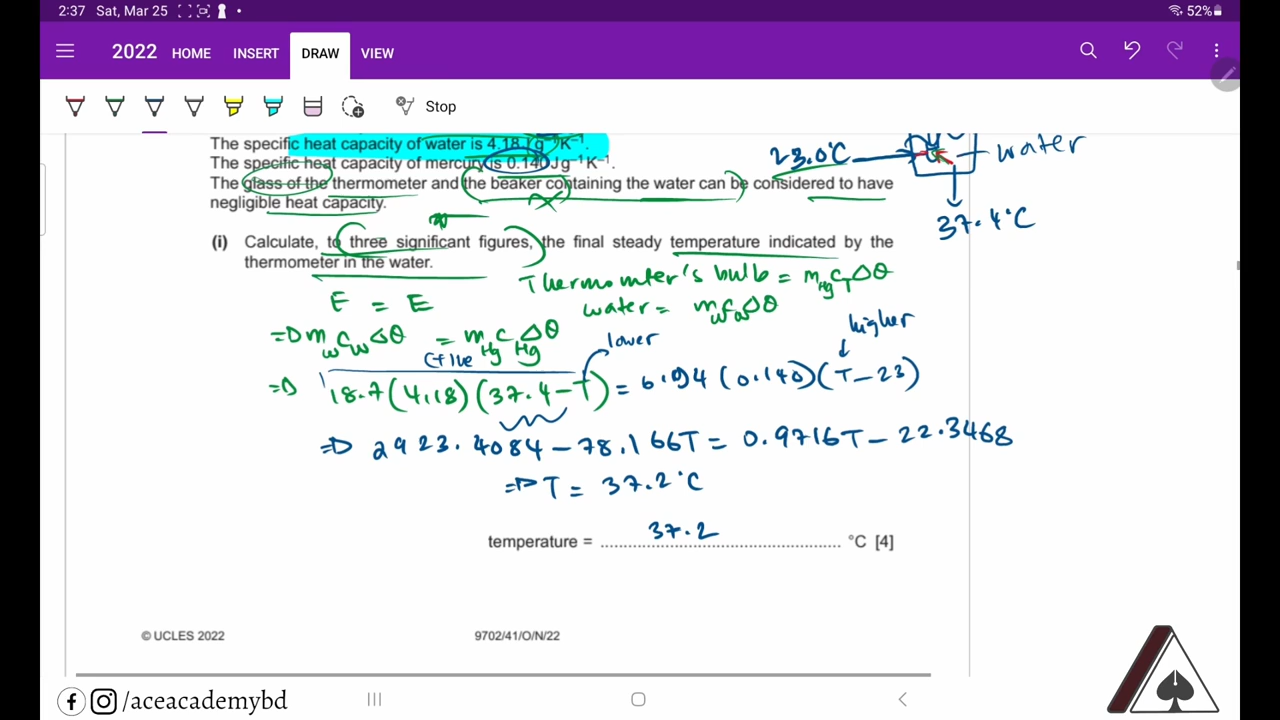 2:37 Sat, Mar 25
52%
2022 HOME INSERT DRAW VIEW
Stop
The specific heat capacity of water is 4.18 J g⁻¹ K⁻¹.
The specific heat capacity of mercury is 0.140 J g⁻¹ K⁻¹.
The glass of the thermometer and the beaker containing the water can be considered to have
negligible heat capacity.
23.0°C
water
37.4°C
(i) Calculate, to three significant figures, the final steady temperature indicated by the
thermometer in the water.
Thermomter's bulb = m_Hg c_T Δθ
E = E
water = m_w c_w Δθ
⇒ m_w c_w Δθ = m_Hg c_Hg Δθ
higher
lower
⇒ 18.7(4.18)(37.4-T) = 6.94(0.140)(T-23)
⇒ 2923.4084 - 78.166T = 0.9716T - 22.3468
⇒ T = 37.2°C
37.2
temperature = ............................................. °C [4]
© UCLES 2022 9702/41/O/N/22
/aceacademybd